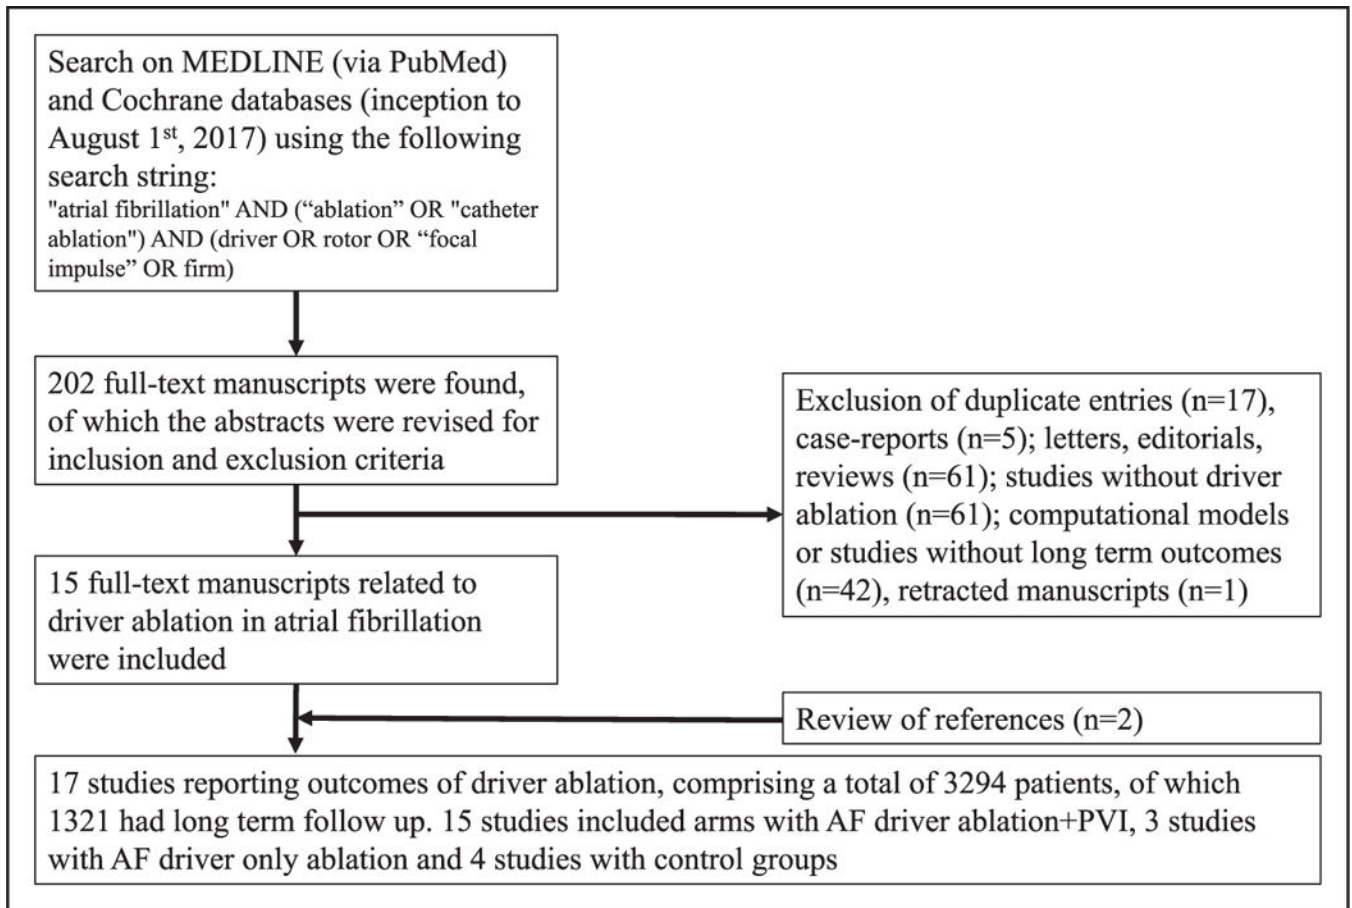 Search on MEDLINE (via PubMed)
and Cochrane databases (inception to
August 1st, 2017) using the following
search string:
"atrial fibrillation" AND (“ablation” OR "catheter
ablation") AND (driver OR rotor OR “focal
impulse” OR firm)
202 full-text manuscripts were found,
of which the abstracts were revised for
inclusion and exclusion criteria
Exclusion of duplicate entries (n=17),
case-reports (n=5); letters, editorials,
reviews (n=61); studies without driver
ablation (n=61); computational models
or studies without long term outcomes
(n=42), retracted manuscripts (n=1)
15 full-text manuscripts related to
driver ablation in atrial fibrillation
were included
Review of references (n=2)
17 studies reporting outcomes of driver ablation, comprising a total of 3294 patients, of which
1321 had long term follow up. 15 studies included arms with AF driver ablation+PVI, 3 studies
with AF driver only ablation and 4 studies with control groups